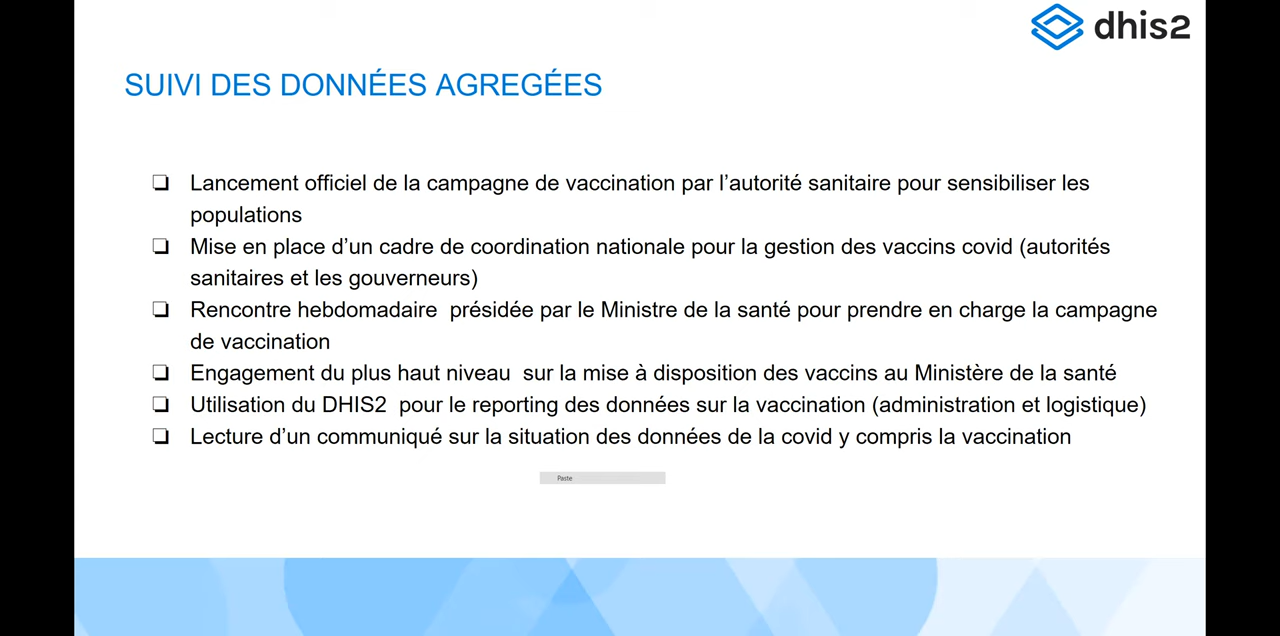 dhis2
SUIVI DES DONNÉES AGREGÉES
❏ Lancement officiel de la campagne de vaccination par l’autorité sanitaire pour sensibiliser les
populations
❏ Mise en place d’un cadre de coordination nationale pour la gestion des vaccins covid (autorités
sanitaires et les gouverneurs)
❏ Rencontre hebdomadaire  présidée par le Ministre de la santé pour prendre en charge la campagne
de vaccination
❏ Engagement du plus haut niveau  sur la mise à disposition des vaccins au Ministère de la santé
❏ Utilisation du DHIS2  pour le reporting des données sur la vaccination (administration et logistique)
❏ Lecture d’un communiqué sur la situation des données de la covid y compris la vaccination
Paste